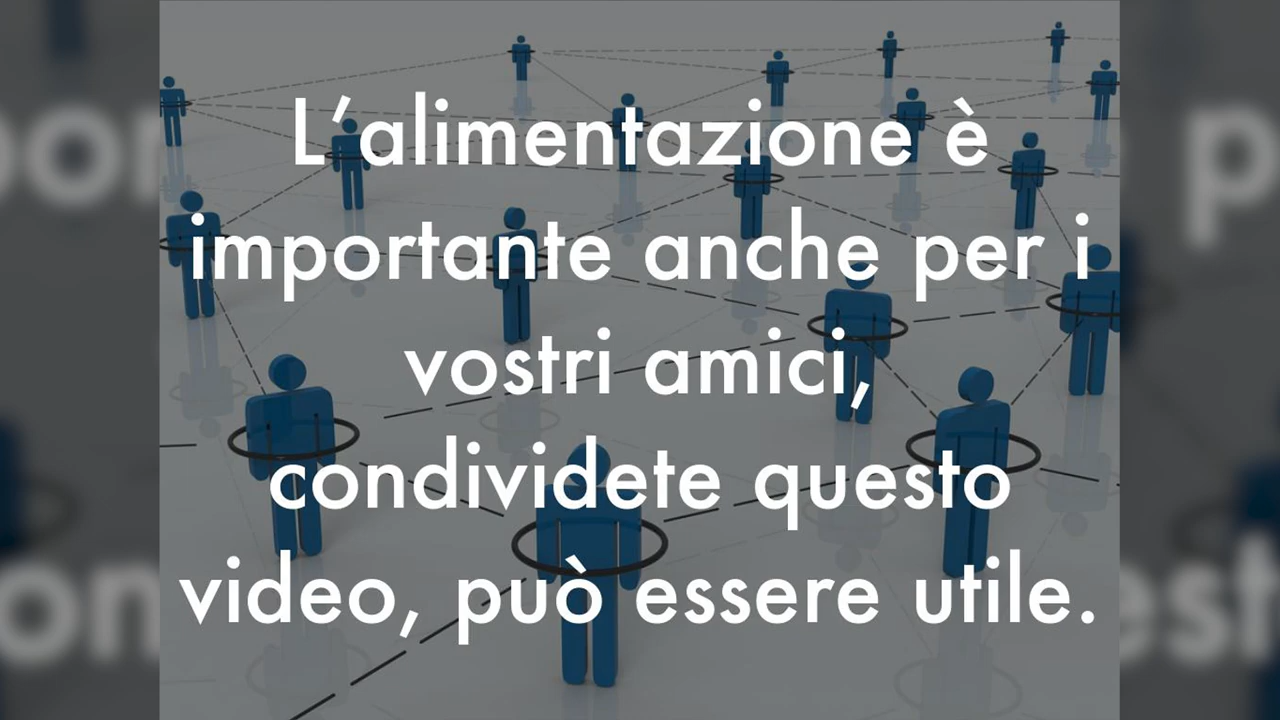 L’alimentazione è
importante anche per i
vostri amici,
condividete questo
video, può essere utile.